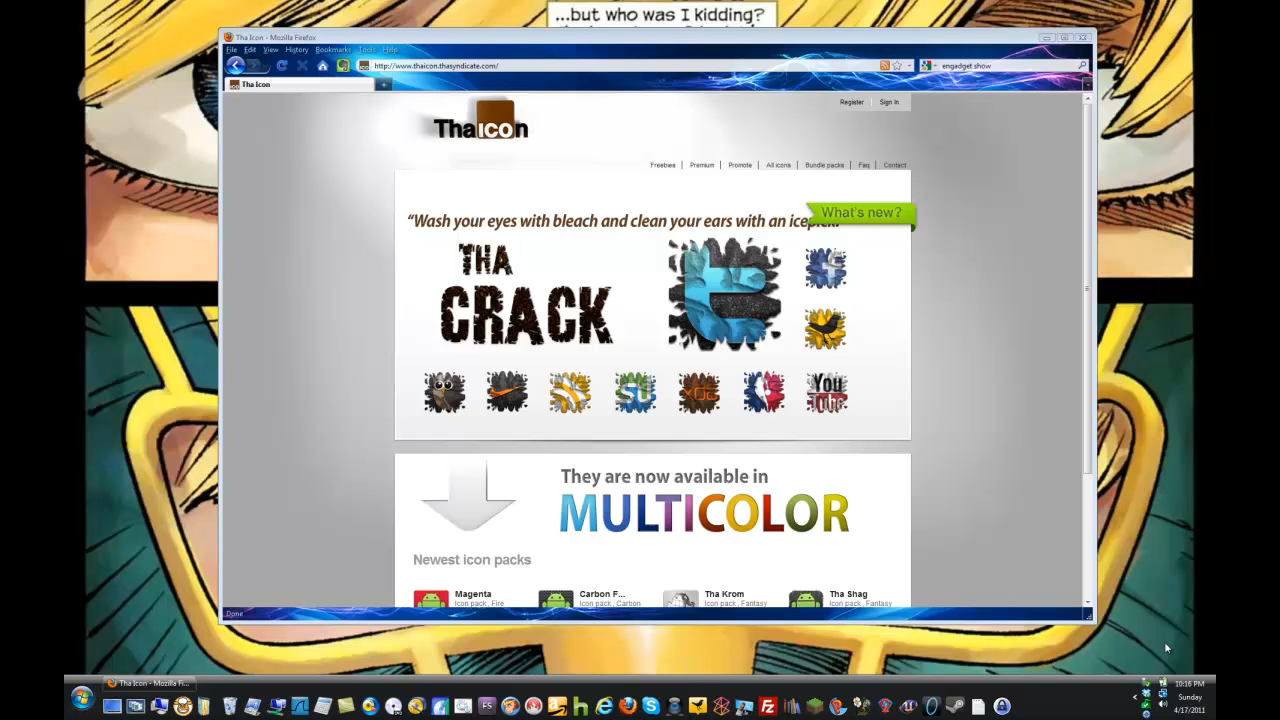 ...but who was I kidding?
Tha Icon - Mozilla Firefox
File Edit View History Bookmarks Tools Help
http://www.thaicon.thasyndicate.com/
engadget show
Tha Icon
Register Sign In
Thaicon
Freebies Premium Promote All icons Bundle packs Faq Contact
What's new?
“Wash your eyes with bleach and clean your ears with an icepick.
THA
CRACK
SU
XDA
You
Tube
They are now available in
MULTICOLOR
Newest icon packs
Magenta Carbon F... Tha Krom Tha Shag
Icon pack, Fire Icon pack, Carbon Icon pack, Fantasy Icon pack, Fantasy
Done
Tha Icon - Mozilla Fi...
10:16 PM
Sunday
4/17/2011